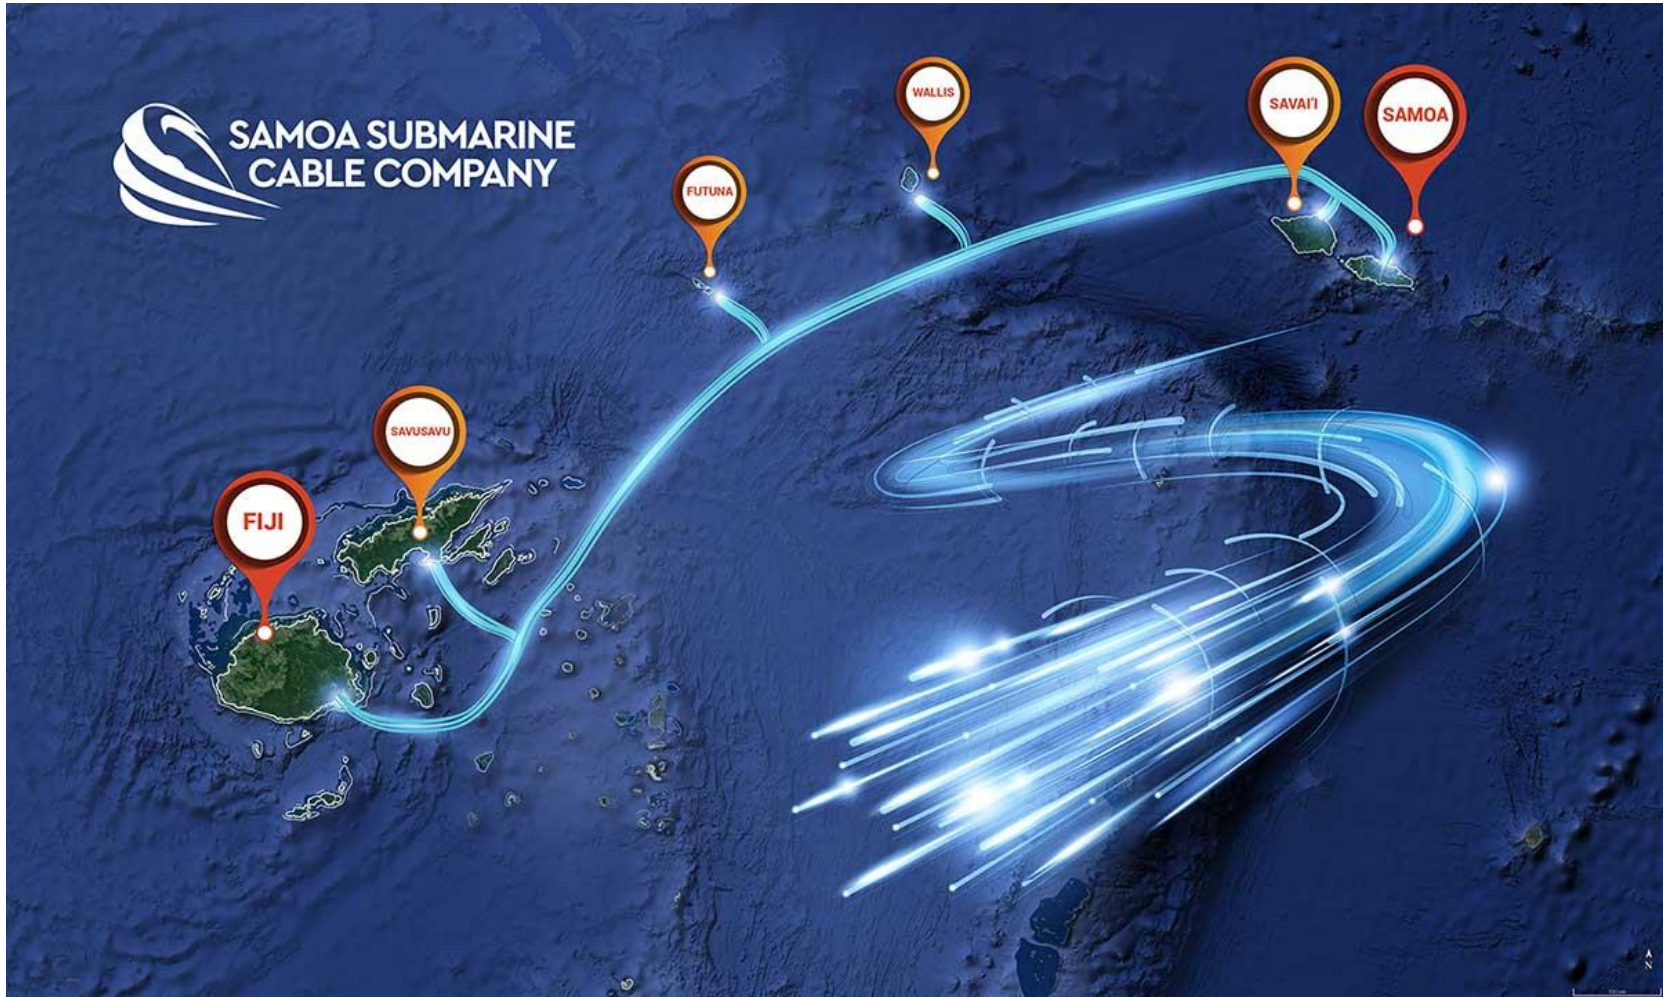 SAMOA SUBMARINE
CABLE COMPANY
WALLIS
SAVAI'I
SAMOA
FUTUNA
SAVUSAVU
FIJI
N